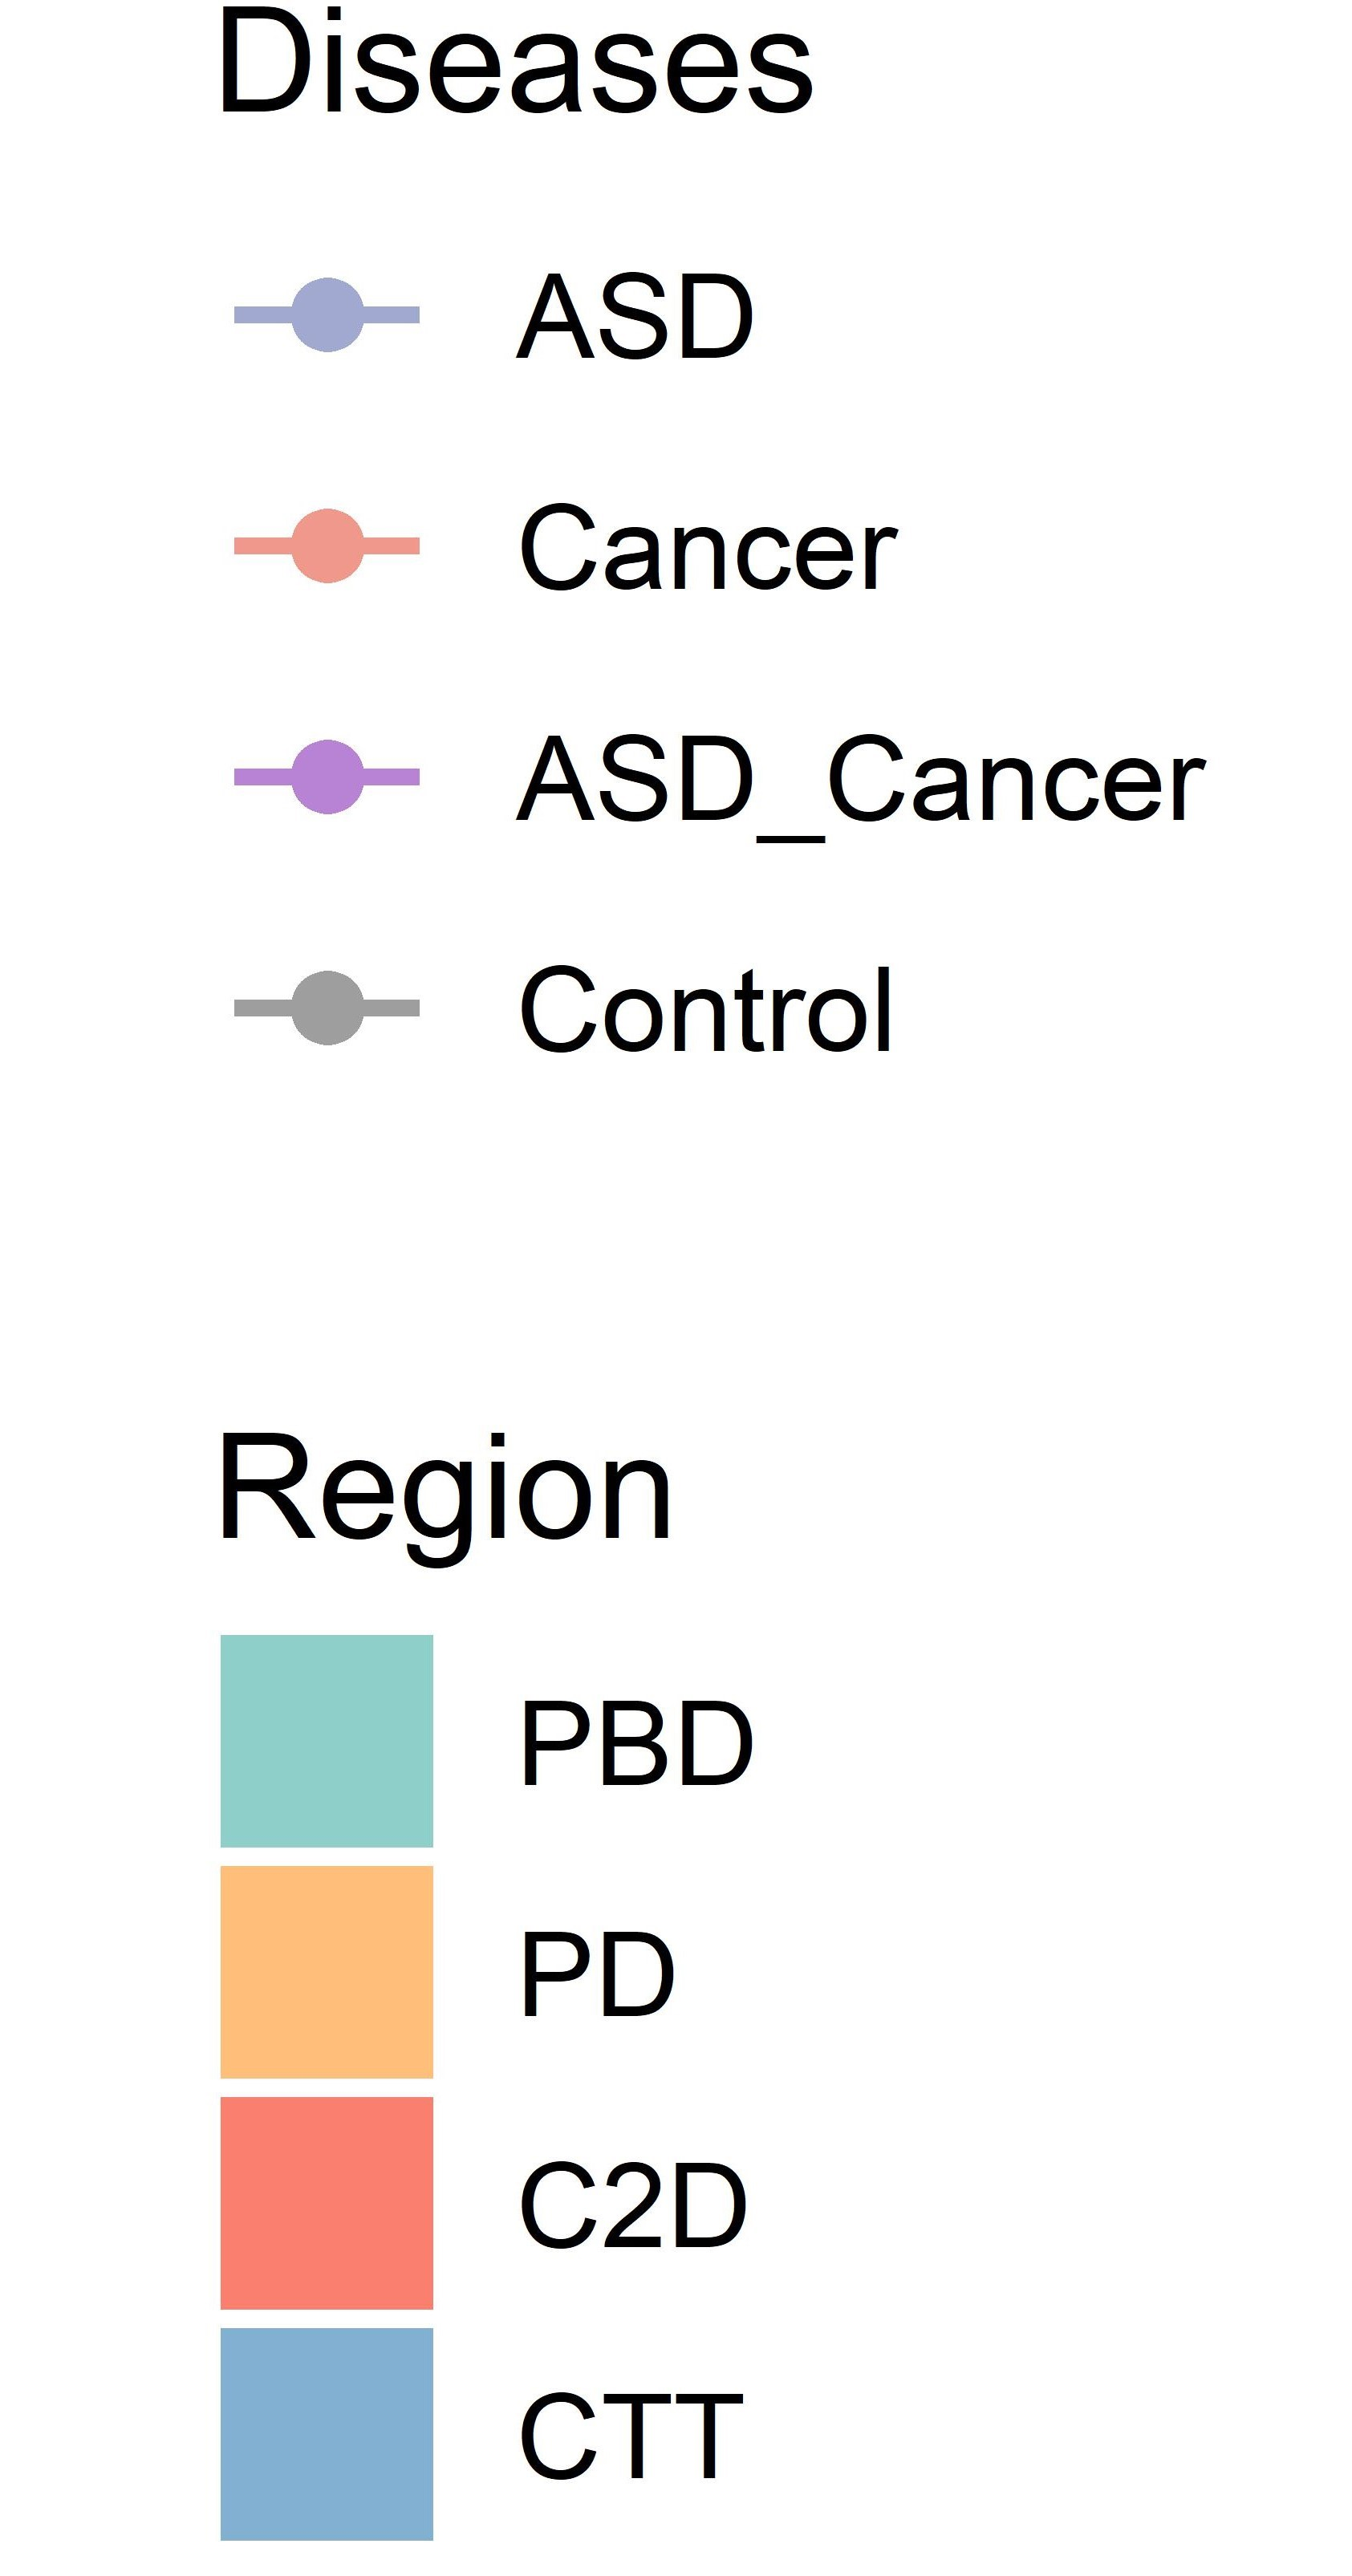 Diseases
ASD
Cancer
ASD_Cancer
Control
Region
PBD
PD
C2D
CTT